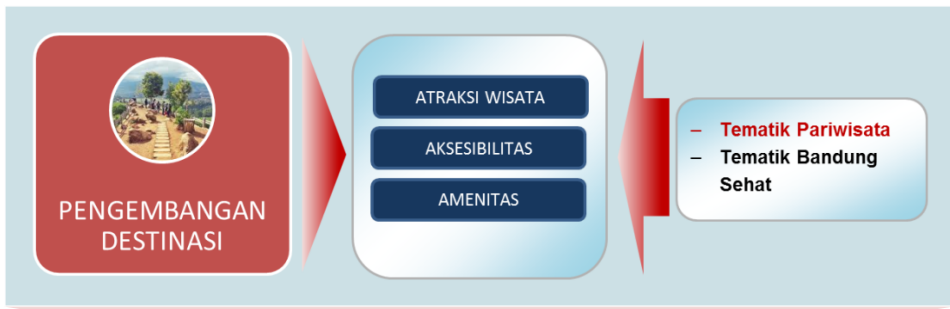 PENGEMBANGAN
DESTINASI
ATRAKSI WISATA
AKSESIBILITAS
AMENITAS
– Tematik Pariwisata
– Tematik Bandung
Sehat